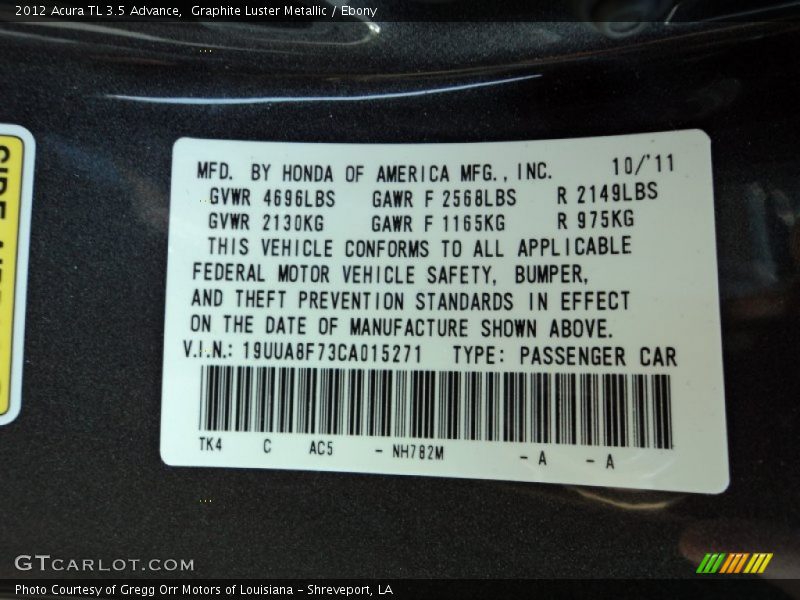 2012 Acura TL 3.5 Advance,  Graphite Luster Metallic / Ebony
MFD. BY HONDA OF AMERICA MFG., INC. 10/'11
GVWR 4696LBS GAWR F 2568LBS R 2149LBS
GVWR 2130KG GAWR F 1165KG R 975KG
THIS VEHICLE CONFORMS TO ALL APPLICABLE
FEDERAL MOTOR VEHICLE SAFETY, BUMPER,
AND THEFT PREVENTION STANDARDS IN EFFECT
ON THE DATE OF MANUFACTURE SHOWN ABOVE.
V.I.N.: 19UUA8F73CA015271 TYPE: PASSENGER CAR
TK4 C AC5 - NH782M - A - A
SIDE
GTCARLOT.COM
Photo Courtesy of Gregg Orr Motors of Louisiana - Shreveport, LA